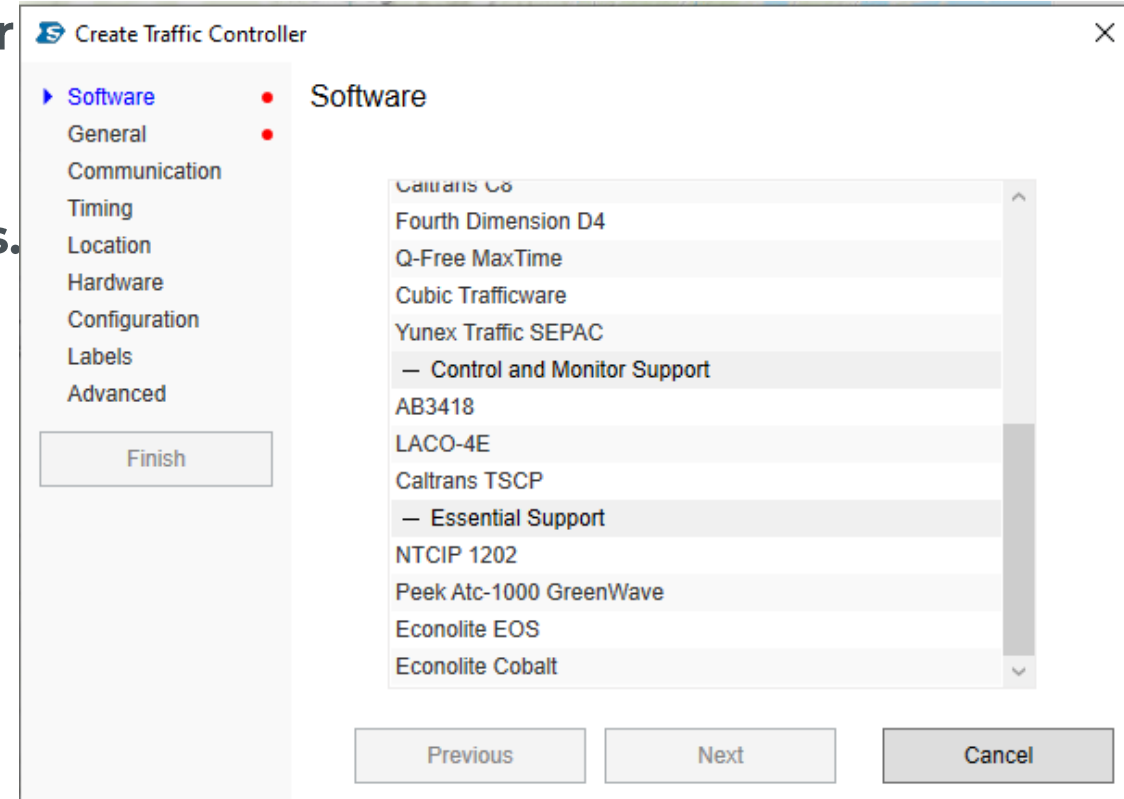 r
Create Traffic Controller
Software
General
Communication
Timing
s.
Location
Hardware
Configuration
Labels
Advanced
Finish
Software
Caltrans C8
Fourth Dimension D4
Q-Free MaxTime
Cubic Trafficware
Yunex Traffic SEPAC
— Control and Monitor Support
AB3418
LACO-4E
Caltrans TSCP
— Essential Support
NTCIP 1202
Peek Atc-1000 GreenWave
Econolite EOS
Econolite Cobalt
Previous
Next
Cancel